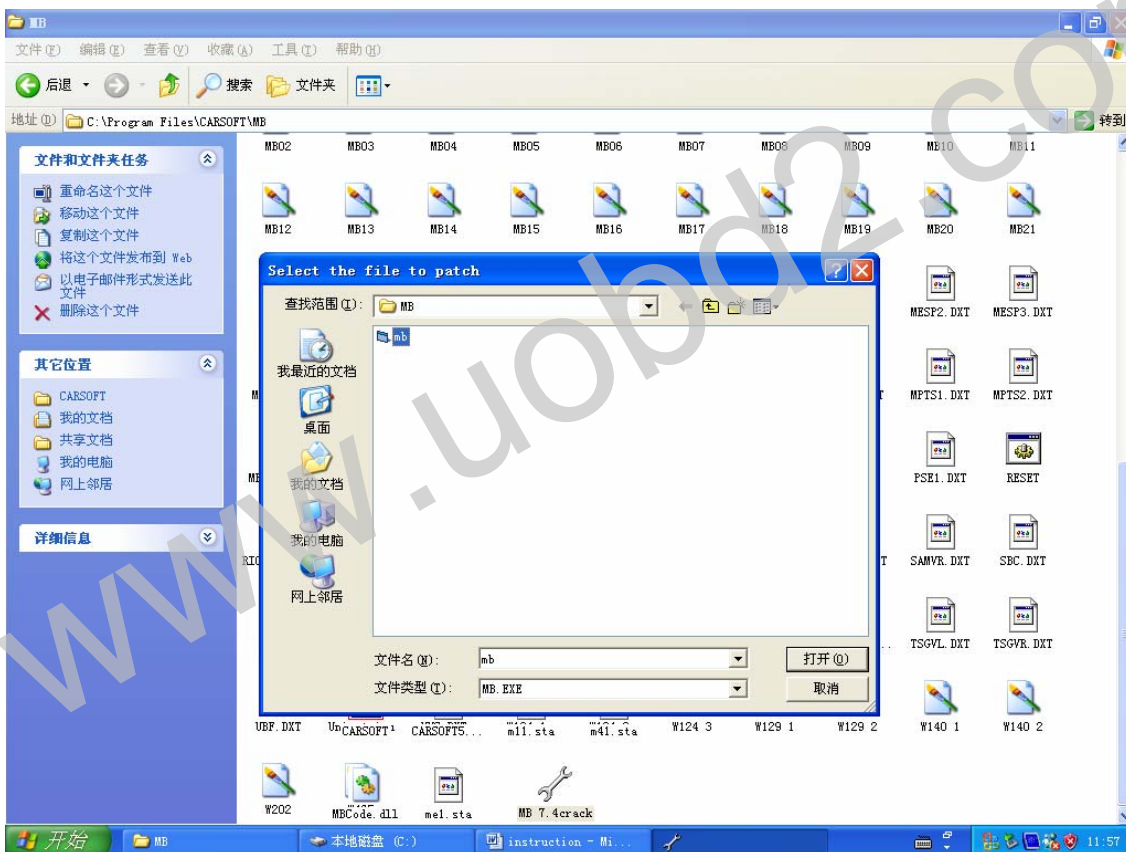 MB
文件(F) 编辑(E) 查看(V) 收藏(A) 工具(T) 帮助(H)
后退 搜索 文件夹
地址(D) C:\Program Files\CARSOFT\MB 转到
文件和文件夹任务
重命名这个文件
移动这个文件
复制这个文件
将这个文件发布到 Web
以电子邮件形式发送此
文件
删除这个文件
其它位置
CARSOFT
我的文档
共享文档
我的电脑
网上邻居
详细信息
MB02 MB03 MB04 MB05 MB06 MB07 MB08 MB09 MB10 MB11
MB12 MB13 MB14 MB15 MB16 MB17 MB18 MB19 MB20 MB21
MESP2.DXT MESP3.DXT
MPTS1.DXT MPTS2.DXT
PSE1.DXT RESET
SAMVR.DXT SBC.DXT
TSGVL.DXT TSGVR.DXT
Select the file to patch
查找范围(I): MB
mb
我最近的文档
桌面
我的文档
我的电脑
网上邻居
文件名(N): mb 打开(O)
文件类型(T): MB.EXE 取消
UBF.DXT CARSOFT1 CARSOFT5... m11.sta m41.sta W124 3 W129 1 W129 2 W140 1 W140 2
W202 MBCode.dll me1.sta MB 7.4crack
开始 MB 本地磁盘 (C:) instruction - Mi... 11:57
www.uobd2.com